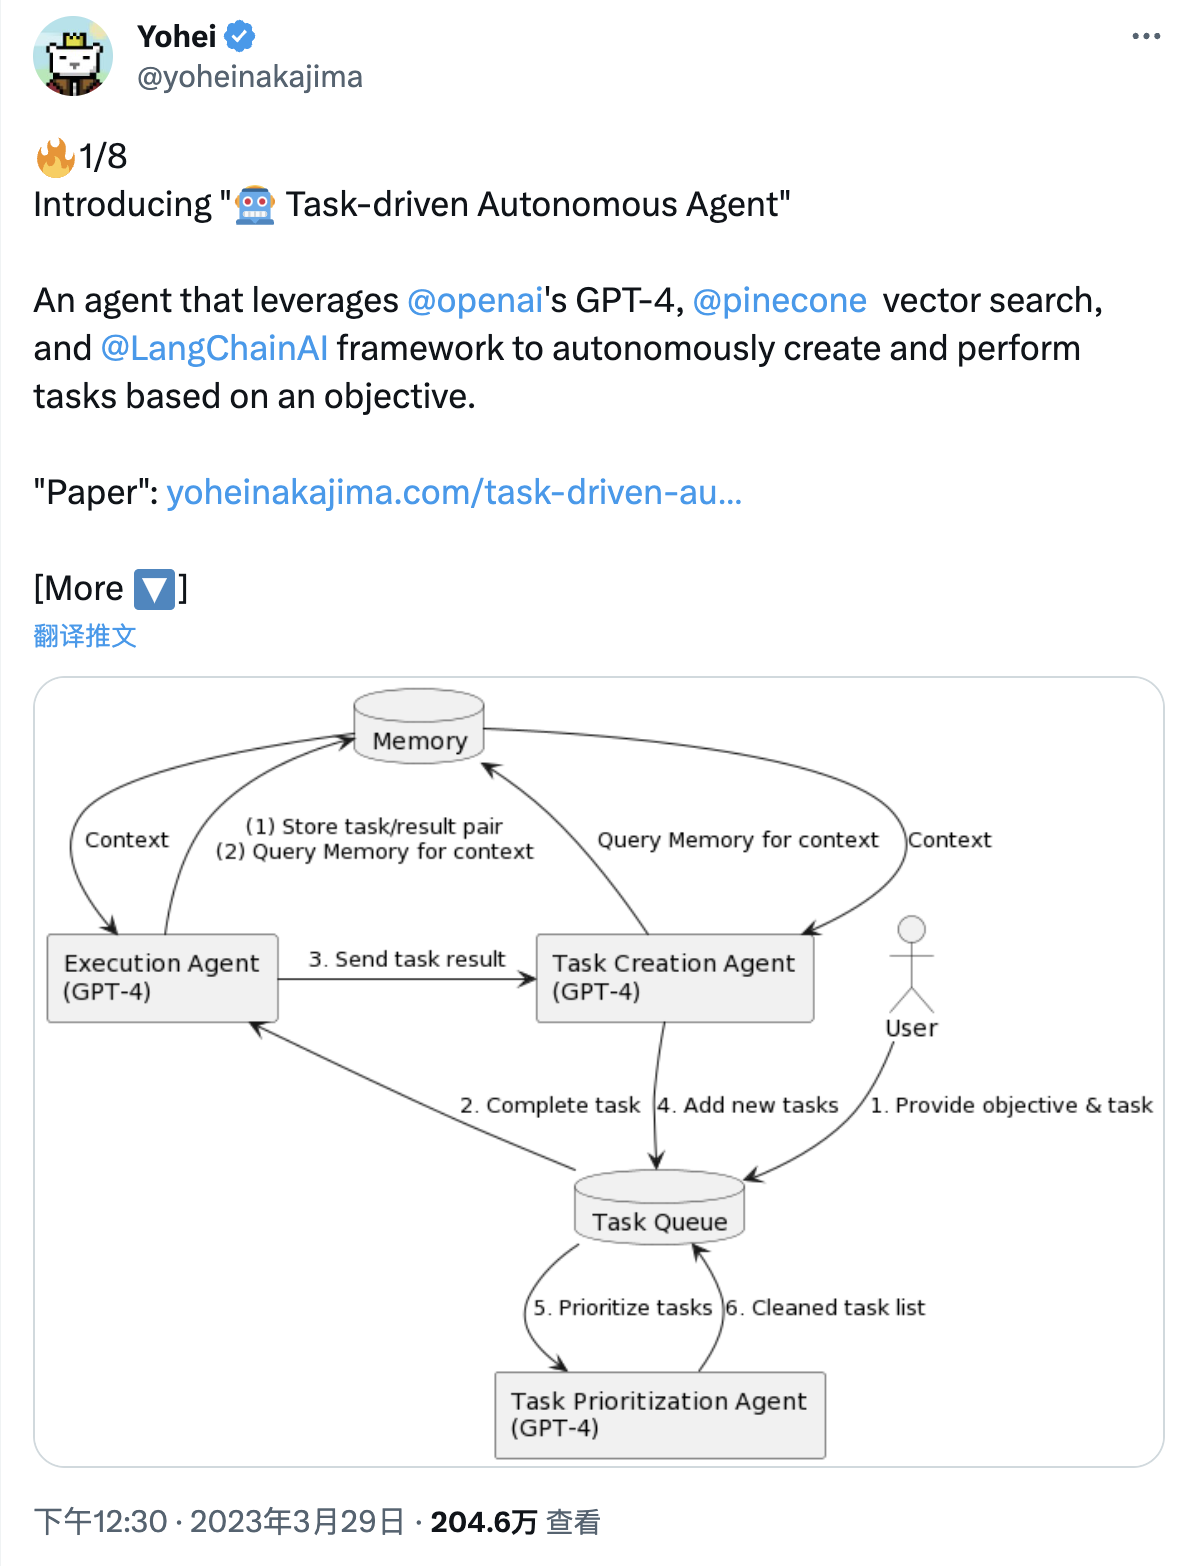 Yohei
@yoheinakajima
🔥1/8
Introducing "🤖 Task-driven Autonomous Agent"
An agent that leverages @openai's GPT-4, @pinecone vector search,
and @LangChainAI framework to autonomously create and perform
tasks based on an objective.
"Paper": yoheinakajima.com/task-driven-au...
[More 🔽]
翻译推文
Memory
Context
(1) Store task/result pair
(2) Query Memory for context
Query Memory for context
Context
Execution Agent
(GPT-4)
3. Send task result
Task Creation Agent
(GPT-4)
User
2. Complete task
4. Add new tasks
1. Provide objective & task
Task Queue
5. Prioritize tasks
6. Cleaned task list
Task Prioritization Agent
(GPT-4)
下午12:30 · 2023年3月29日 · 204.6万 查看